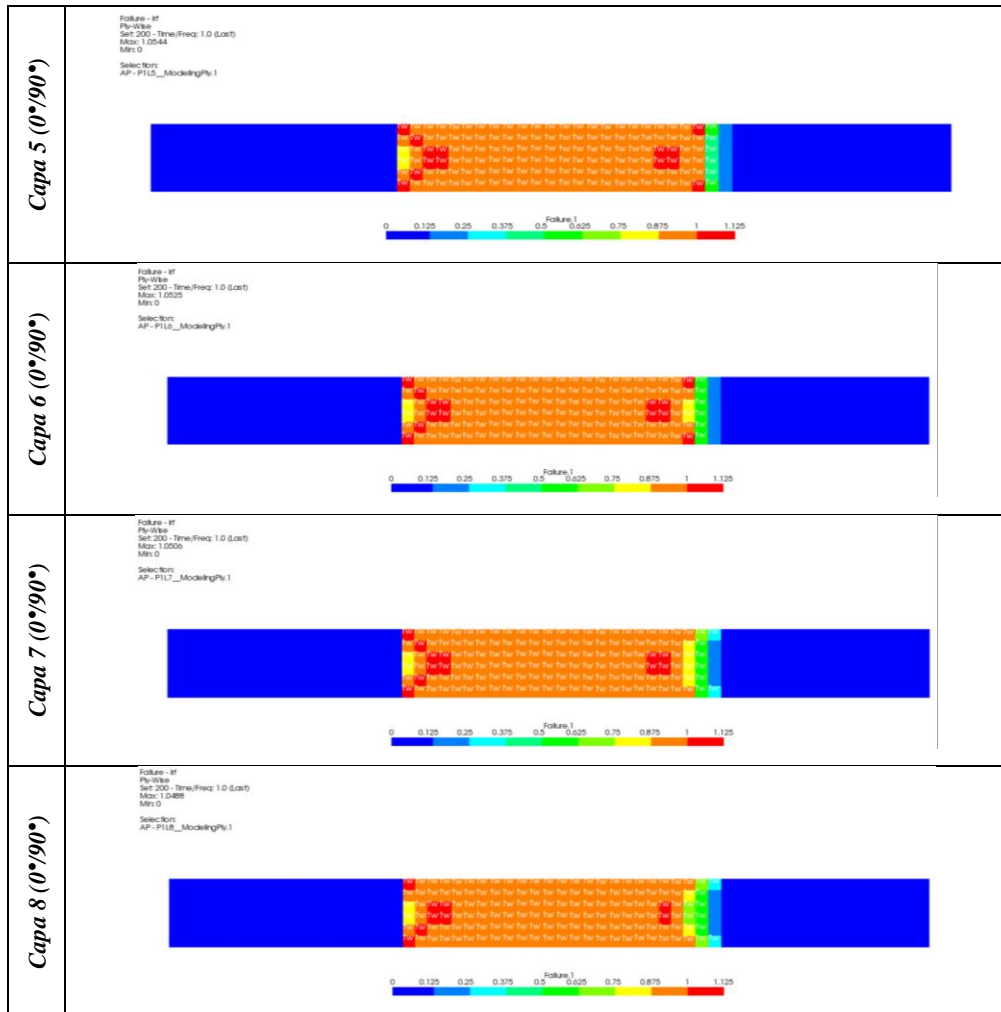 Capa 5 (0°/90°)
Failure - irf
Ply-Wise
Set: 200 - Time/Freq: 1.0 (Last)
Max: 1.0544
Min: 0
Selection:
AP - P1L5__ModelingPly.1
Failure.1
0 0.125 0.25 0.375 0.5 0.625 0.75 0.875 1 1.125
Capa 6 (0°/90°)
Failure - irf
Ply-Wise
Set: 200 - Time/Freq: 1.0 (Last)
Max: 1.0525
Min: 0
Selection:
AP - P1L6__ModelingPly.1
Failure.1
0 0.125 0.25 0.375 0.5 0.625 0.75 0.875 1 1.125
Capa 7 (0°/90°)
Failure - irf
Ply-Wise
Set: 200 - Time/Freq: 1.0 (Last)
Max: 1.0506
Min: 0
Selection:
AP - P1L7__ModelingPly.1
Failure.1
0 0.125 0.25 0.375 0.5 0.625 0.75 0.875 1 1.125
Capa 8 (0°/90°)
Failure - irf
Ply-Wise
Set: 200 - Time/Freq: 1.0 (Last)
Max: 1.0488
Min: 0
Selection:
AP - P1L8__ModelingPly.1
Failure.1
0 0.125 0.25 0.375 0.5 0.625 0.75 0.875 1 1.125